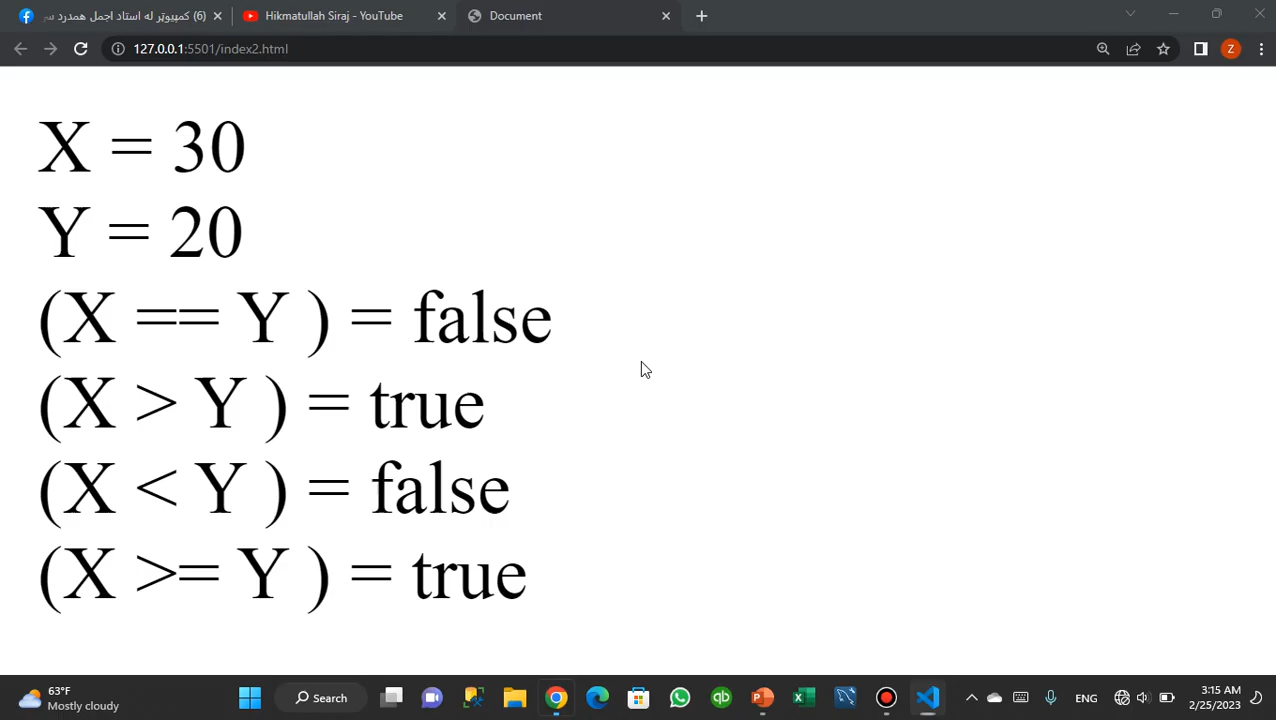 (6) کمپیوټر له استاد اجمل همدرد سر
Hikmatullah Siraj - YouTube
Document
127.0.0.1:5501/index2.html
Z
X = 30
Y = 20
(X == Y ) = false
(X > Y ) = true
(X < Y ) = false
(X >= Y ) = true
63°F
Mostly cloudy
Search
ENG
3:15 AM
2/25/2023